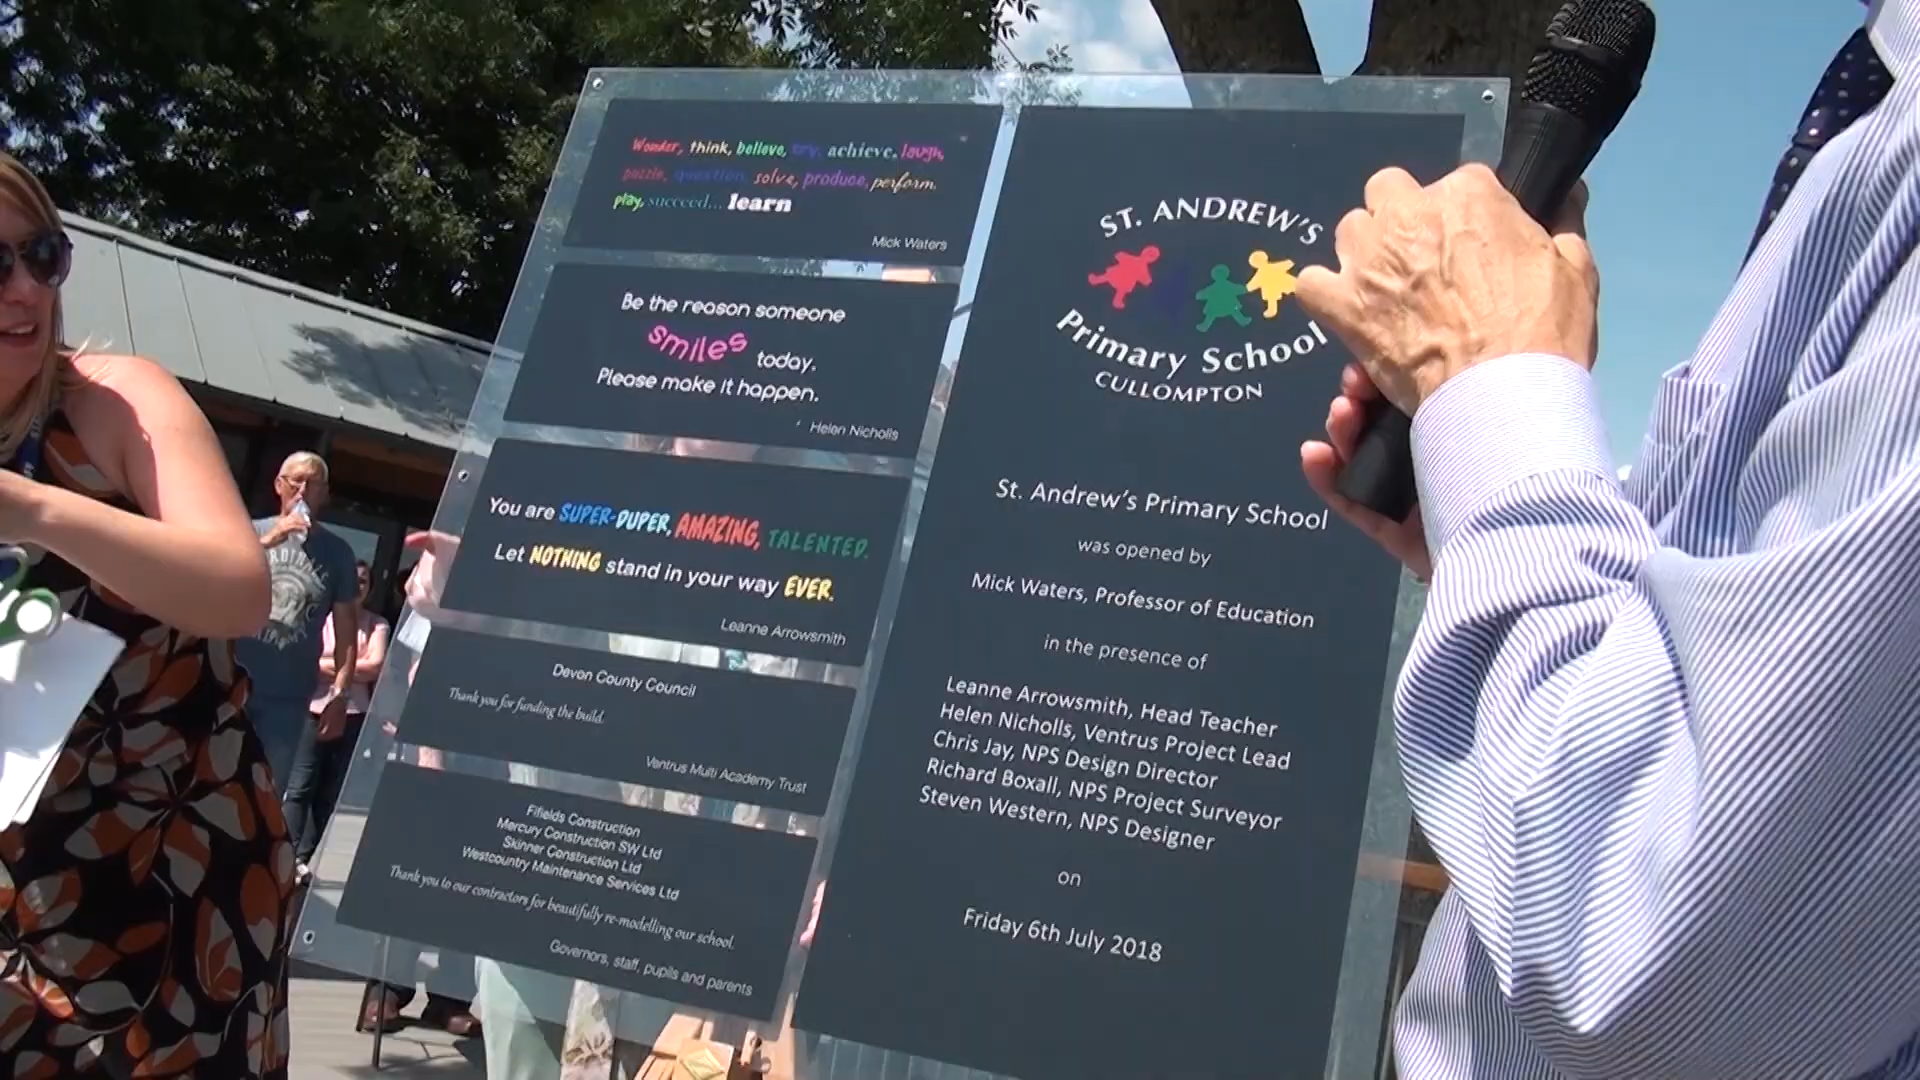 Wonder, think, believe, try, achieve, laugh,
puzzle, question, solve, produce, perform,
play, succeed... learn
Mick Waters
Be the reason someone
smiles today.
Please make it happen.
Helen Nicholls
You are SUPER-DUPER, AMAZING, TALENTED.
Let NOTHING stand in your way EVER.
Leanne Arrowsmith
Devon County Council
Thank you for funding the build.
Ventrus Multi Academy Trust
Fifields Construction
Mercury Construction SW Ltd
Skinner Construction Ltd
Westcountry Maintenance Services Ltd
Thank you to our contractors for beautifully re-modelling our school.
Governors, staff, pupils and parents
ST. ANDREW'S
Primary School
CULLOMPTON
St. Andrew's Primary School
was opened by
Mick Waters, Professor of Education
in the presence of
Leanne Arrowsmith, Head Teacher
Helen Nicholls, Ventrus Project Lead
Chris Jay, NPS Design Director
Richard Boxall, NPS Project Surveyor
Steven Western, NPS Designer
on
Friday 6th July 2018